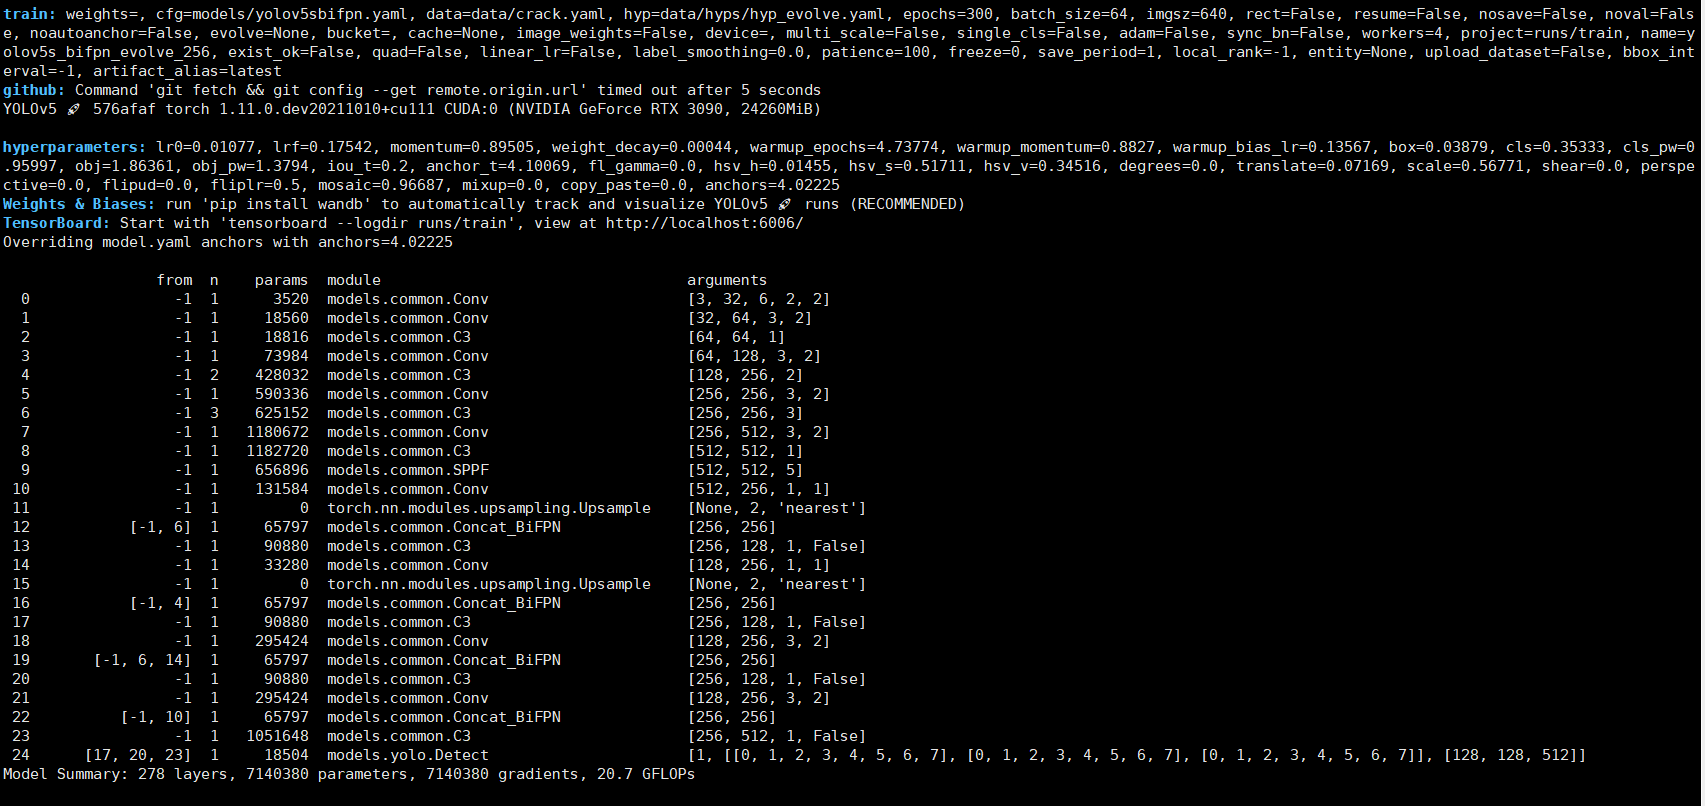 train: weights=, cfg=models/yolov5sbifpn.yaml, data=data/crack.yaml, hyp=data/hyps/hyp_evolve.yaml, epochs=300, batch_size=64, imgsz=640, rect=False, resume=False, nosave=False, noval=Fals
e, noautoanchor=False, evolve=None, bucket=, cache=None, image_weights=False, device=, multi_scale=False, single_cls=False, adam=False, sync_bn=False, workers=4, project=runs/train, name=y
olov5s_bifpn_evolve_256, exist_ok=False, quad=False, linear_lr=False, label_smoothing=0.0, patience=100, freeze=0, save_period=1, local_rank=-1, entity=None, upload_dataset=False, bbox_int
erval=-1, artifact_alias=latest
github: Command 'git fetch && git config --get remote.origin.url' timed out after 5 seconds
YOLOv5 🚀 576afaf torch 1.11.0.dev20211010+cu111 CUDA:0 (NVIDIA GeForce RTX 3090, 24260MiB)
hyperparameters: lr0=0.01077, lrf=0.17542, momentum=0.89505, weight_decay=0.00044, warmup_epochs=4.73774, warmup_momentum=0.8827, warmup_bias_lr=0.13567, box=0.03879, cls=0.35333, cls_pw=0
.95997, obj=1.86361, obj_pw=1.3794, iou_t=0.2, anchor_t=4.10069, fl_gamma=0.0, hsv_h=0.01455, hsv_s=0.51711, hsv_v=0.34516, degrees=0.0, translate=0.07169, scale=0.56771, shear=0.0, perspe
ctive=0.0, flipud=0.0, fliplr=0.5, mosaic=0.96687, mixup=0.0, copy_paste=0.0, anchors=4.02225
Weights & Biases: run 'pip install wandb' to automatically track and visualize YOLOv5 🚀 runs (RECOMMENDED)
TensorBoard: Start with 'tensorboard --logdir runs/train', view at http://localhost:6006/
Overriding model.yaml anchors with anchors=4.02225
from n params module arguments
0 -1 1 3520 models.common.Conv [3, 32, 6, 2, 2]
1 -1 1 18560 models.common.Conv [32, 64, 3, 2]
2 -1 1 18816 models.common.C3 [64, 64, 1]
3 -1 1 73984 models.common.Conv [64, 128, 3, 2]
4 -1 2 428032 models.common.C3 [128, 256, 2]
5 -1 1 590336 models.common.Conv [256, 256, 3, 2]
6 -1 3 625152 models.common.C3 [256, 256, 3]
7 -1 1 1180672 models.common.Conv [256, 512, 3, 2]
8 -1 1 1182720 models.common.C3 [512, 512, 1]
9 -1 1 656896 models.common.SPPF [512, 512, 5]
10 -1 1 131584 models.common.Conv [512, 256, 1, 1]
11 -1 1 0 torch.nn.modules.upsampling.Upsample [None, 2, 'nearest']
12 [-1, 6] 1 65797 models.common.Concat_BiFPN [256, 256]
13 -1 1 90880 models.common.C3 [256, 128, 1, False]
14 -1 1 33280 models.common.Conv [128, 256, 1, 1]
15 -1 1 0 torch.nn.modules.upsampling.Upsample [None, 2, 'nearest']
16 [-1, 4] 1 65797 models.common.Concat_BiFPN [256, 256]
17 -1 1 90880 models.common.C3 [256, 128, 1, False]
18 -1 1 295424 models.common.Conv [128, 256, 3, 2]
19 [-1, 6, 14] 1 65797 models.common.Concat_BiFPN [256, 256]
20 -1 1 90880 models.common.C3 [256, 128, 1, False]
21 -1 1 295424 models.common.Conv [128, 256, 3, 2]
22 [-1, 10] 1 65797 models.common.Concat_BiFPN [256, 256]
23 -1 1 1051648 models.common.C3 [256, 512, 1, False]
24 [17, 20, 23] 1 18504 models.yolo.Detect [1, [[0, 1, 2, 3, 4, 5, 6, 7], [0, 1, 2, 3, 4, 5, 6, 7], [0, 1, 2, 3, 4, 5, 6, 7]], [128, 128, 512]]
Model Summary: 278 layers, 7140380 parameters, 7140380 gradients, 20.7 GFLOPs